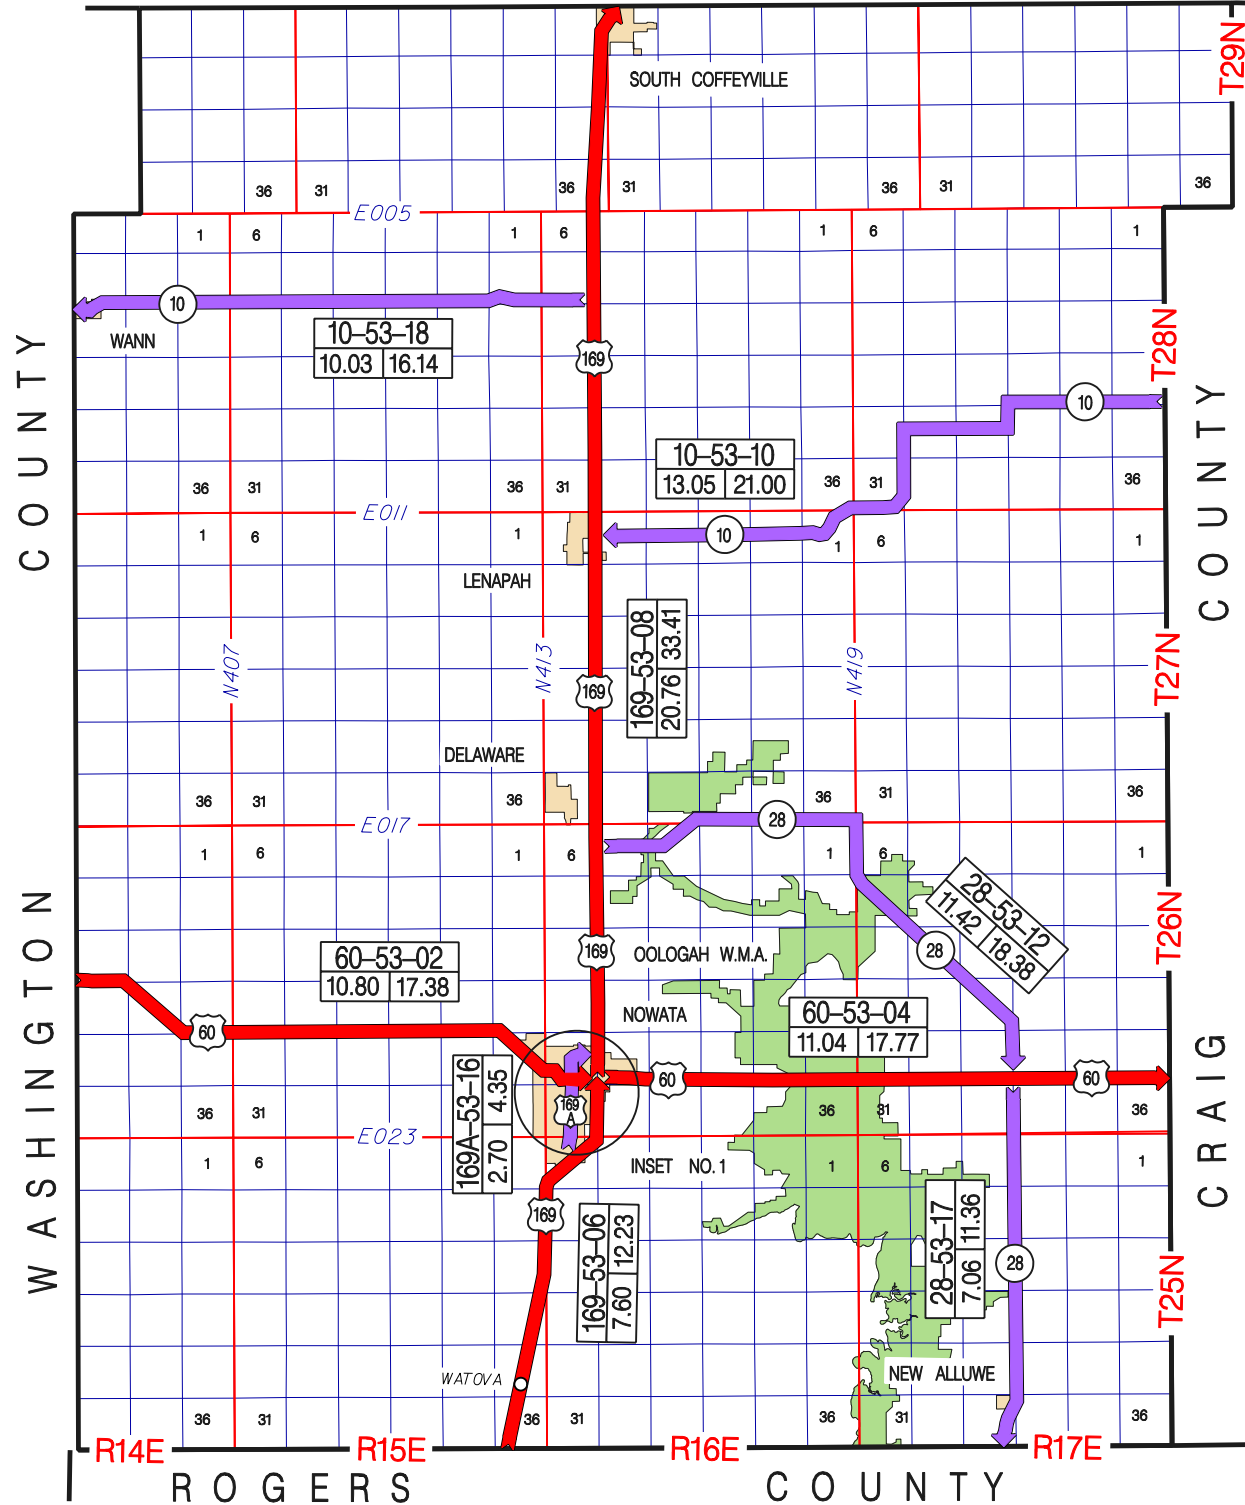 T29N
SOUTH COFFEYVILLE
36 31 36 31 36 31 36
E005
1 6 1 6 1 6 1
10
WANN
10–53–18
10.03 16.14
169
T28N
10
10–53–10
13.05 21.00
36 31 36 31 36 31 36
E011
1 6 1 10 1 6 1
LENAPAH
COUNTY
COUNTY
169–53–08
20.76 33.41
N407
N413
N419
T27N
169
DELAWARE
36 31 36 36 31 36
E017
28
1 6 1 6 1 6 1
28–53–12
11.42 18.38
T26N
28
169
OOLOGAH W.M.A.
60–53–02
10.80 17.38
NOWATA
60–53–04
11.04 17.77
60
60
60
169A–53–16
2.70 4.35
169
A
36 31 36 31 36
E023
1 6 1 6 1
INSET NO. 1
WASHINGTON
CRAIG
169
169–53–06
7.60 12.23
28–53–17
7.06 11.36
28
T25N
WATOVA
NEW ALLUWE
36 31 36 31 36 31 36
R14E R15E R16E R17E
ROGERS COUNTY